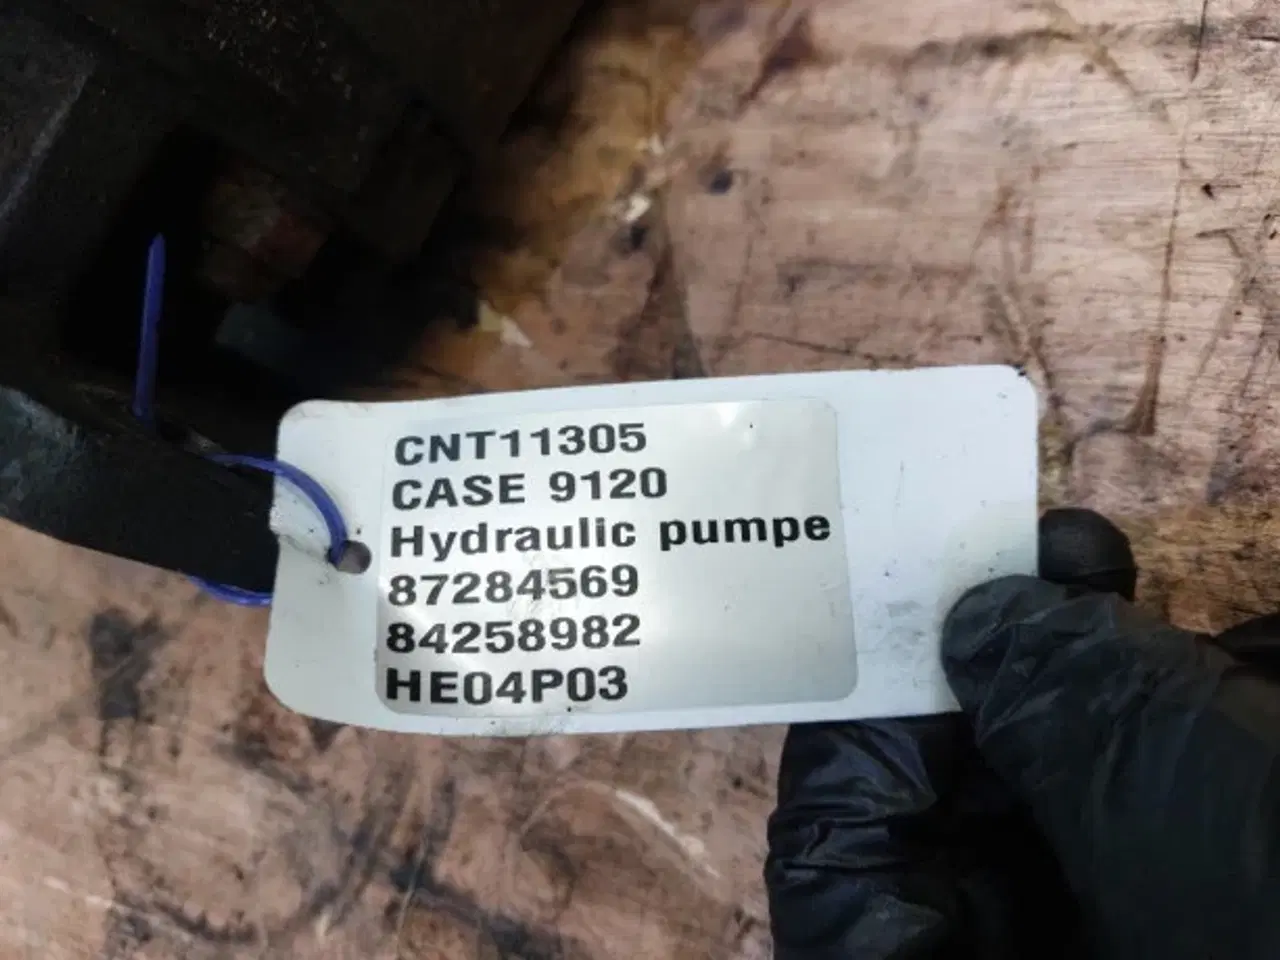 CNT11305
CASE 9120
Hydraulic pumpe
87284569
84258982
HE04P03